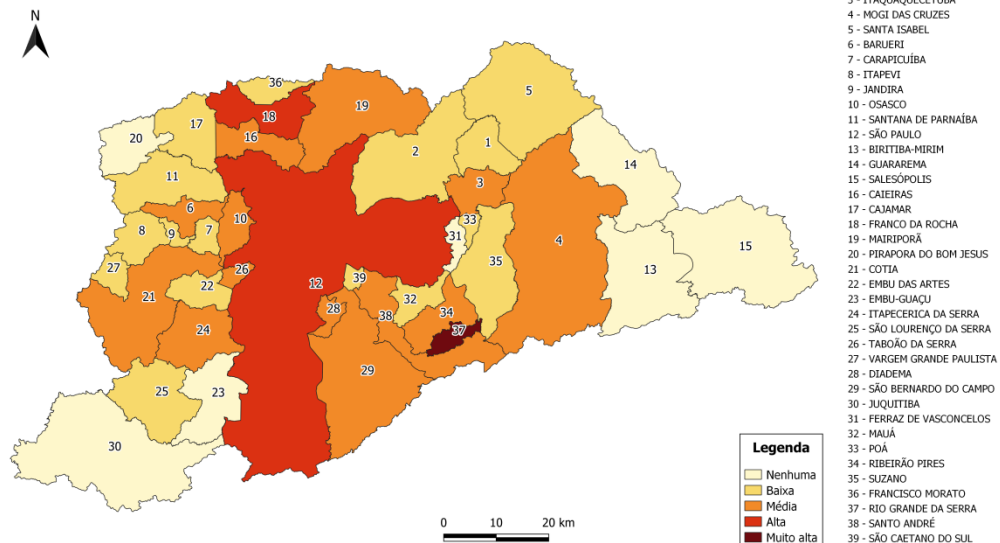 3 - ITAQUAQUECETUBA
4 - MOGI DAS CRUZES
5 - SANTA ISABEL
6 - BARUERI
7 - CARAPICUÍBA
8 - ITAPEVI
9 - JANDIRA
10 - OSASCO
11 - SANTANA DE PARNAÍBA
12 - SÃO PAULO
13 - BIRITIBA-MIRIM
14 - GUARAREMA
15 - SALESÓPOLIS
16 - CAIEIRAS
17 - CAJAMAR
18 - FRANCO DA ROCHA
19 - MAIRIPORÃ
20 - PIRAPORA DO BOM JESUS
21 - COTIA
22 - EMBU DAS ARTES
23 - EMBU-GUAÇU
24 - ITAPECERICA DA SERRA
25 - SÃO LOURENÇO DA SERRA
26 - TABOÃO DA SERRA
27 - VARGEM GRANDE PAULISTA
28 - DIADEMA
29 - SÃO BERNARDO DO CAMPO
30 - JUQUITIBA
31 - FERRAZ DE VASCONCELOS
32 - MAUÁ
33 - POÁ
34 - RIBEIRÃO PIRES
35 - SUZANO
36 - FRANCISCO MORATO
37 - RIO GRANDE DA SERRA
38 - SANTO ANDRÉ
39 - SÃO CAETANO DO SUL
N
36
5
19
18
17
20
16
1
2
14
11
3
6
10
33
8
9
7
31
4
15
35
13
27
26
39
12
22
21
32
28
38
34
24
37
29
25
23
30
Legenda
Nenhuma
Baixa
Média
Alta
Muito alta
0 10 20 km